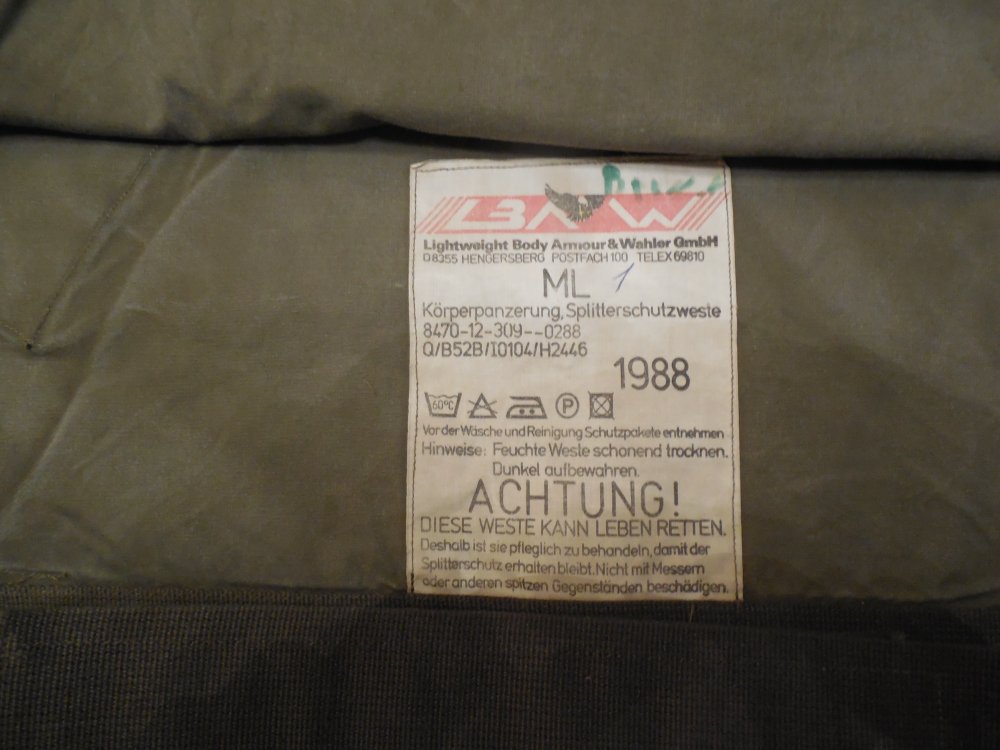 LBA W
Lightweight Body Armour & Wahler GmbH
D 8355 HENGERSBERG POSTFACH 100 TELEX 69810
ML 1
Körperpanzerung, Splitterschutzweste
8470-12-309--0288
Q/B52B/I0104/H2446
1988
60°C P
Vor der Wäsche und Reinigung Schutzpakete entnehmen
Hinweise: Feuchte Weste schonend trocknen.
Dunkel aufbewahren.
ACHTUNG!
DIESE WESTE KANN LEBEN RETTEN.
Deshalb ist sie pfleglich zu behandeln, damit der
Splitterschutz erhalten bleibt. Nicht mit Messern
oder anderen spitzen Gegenständen beschädigen.